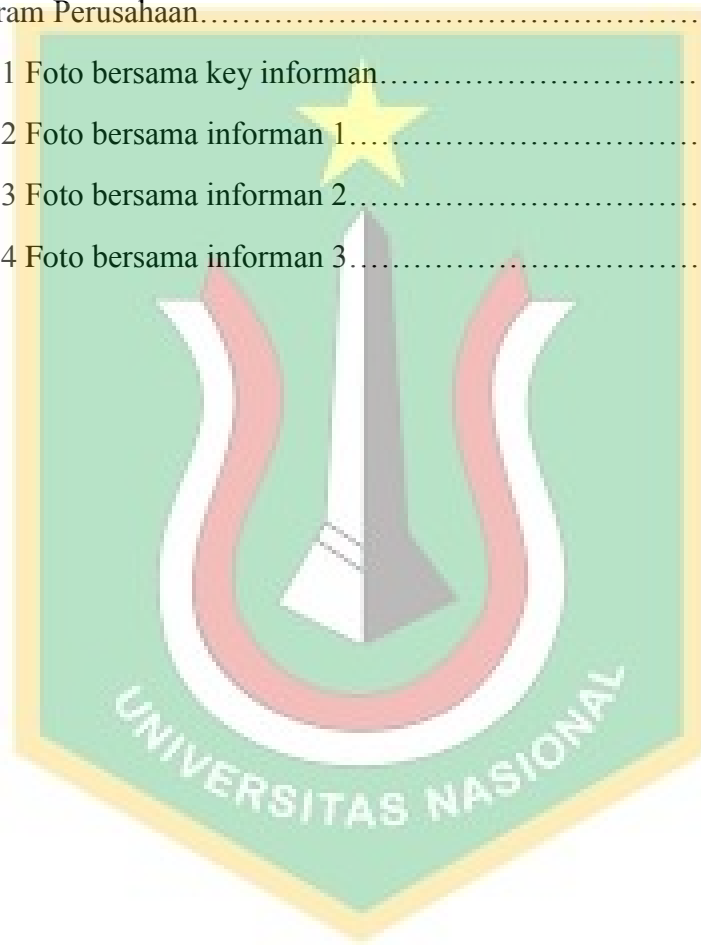 ram Perusahaan....................................................
1 Foto bersama key informan....................................
2 Foto bersama informan 1........................................
3 Foto bersama informan 2........................................
4 Foto bersama informan 3........................................
UNIVERSITAS NASIONAL